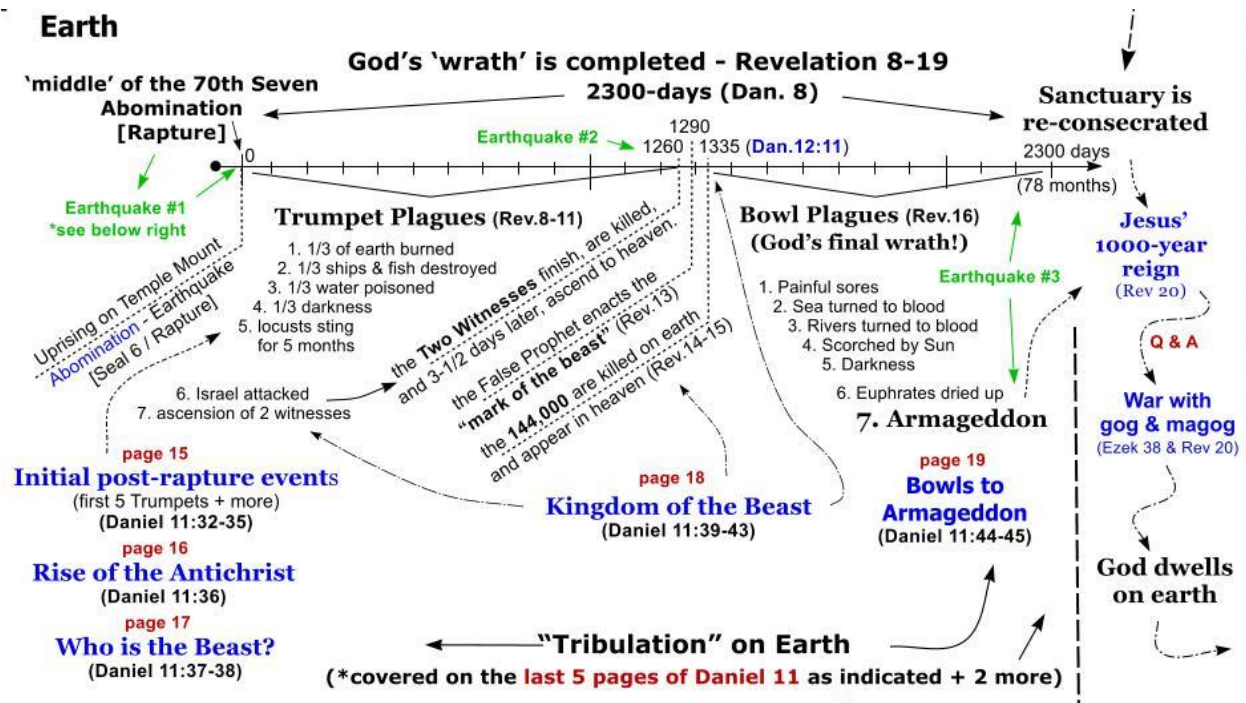 Earth
God's 'wrath' is completed - Revelation 8-19
2300-days (Dan. 8)
'middle' of the 70th Seven
Abomination
[Rapture]
Sanctuary is
re-consecrated
Earthquake #2
1290
1260
1335 (Dan.12:11)
0
2300 days
(78 months)
Earthquake #1
*see below right
Trumpet Plagues (Rev.8-11)
1. 1/3 of earth burned
2. 1/3 ships & fish destroyed
3. 1/3 water poisoned
4. 1/3 darkness
5. locusts sting
for 5 months
6. Israel attacked
7. ascension of 2 witnesses
Uprising on Temple Mount
Abomination - Earthquake
[Seal 6 / Rapture]
the Two Witnesses finish, are killed,
and 3-1/2 days later, ascend to heaven.
the False Prophet enacts the
"mark of the beast" (Rev.13)
the 144,000 are killed on earth
and appear in heaven (Rev.14-15)
Bowl Plagues (Rev.16)
(God's final wrath!)
Earthquake #3
1. Painful sores
2. Sea turned to blood
3. Rivers turned to blood
4. Scorched by Sun
5. Darkness
6. Euphrates dried up
7. Armageddon
Jesus'
1000-year
reign
(Rev 20)
Q & A
War with
gog & magog
(Ezek 38 & Rev 20)
God dwells
on earth
page 15
Initial post-rapture events
(first 5 Trumpets + more)
(Daniel 11:32-35)
page 16
Rise of the Antichrist
(Daniel 11:36)
page 17
Who is the Beast?
(Daniel 11:37-38)
page 18
Kingdom of the Beast
(Daniel 11:39-43)
page 19
Bowls to
Armageddon
(Daniel 11:44-45)
"Tribulation" on Earth
(*covered on the last 5 pages of Daniel 11 as indicated + 2 more)